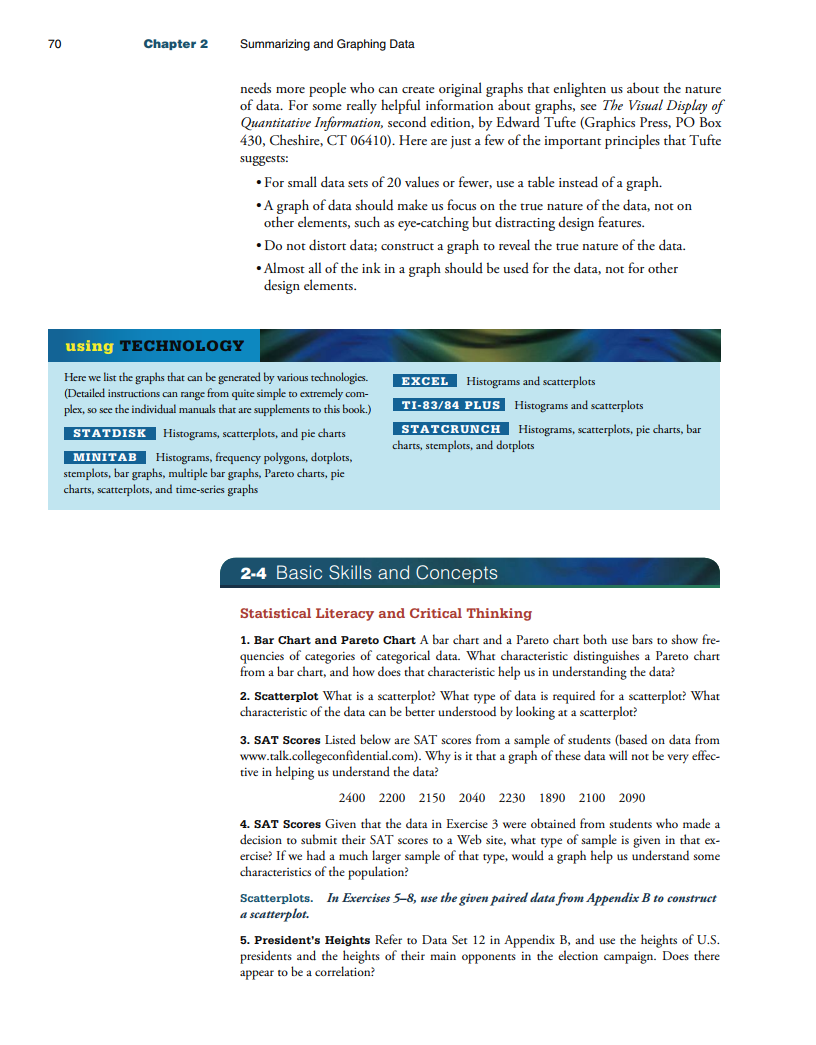 70 Chapter 2 Summarizing and Graphing Data
needs more people who can create original graphs that enlighten us about the nature
of data. For some really helpful information about graphs, see The Visual Display of
Quantitative Information, second edition, by Edward Tufte (Graphics Press, PO Box
430, Cheshire, CT 06410). Here are just a few of the important principles that Tufte
suggests:
• For small data sets of 20 values or fewer, use a table instead of a graph.
• A graph of data should make us focus on the true nature of the data, not on
other elements, such as eye-catching but distracting design features.
• Do not distort data; construct a graph to reveal the true nature of the data.
• Almost all of the ink in a graph should be used for the data, not for other
design elements.
using TECHNOLOGY
Here we list the graphs that can be generated by various technologies.
(Detailed instructions can range from quite simple to extremely com-
plex, so see the individual manuals that are supplements to this book.)
STATDISK Histograms, scatterplots, and pie charts
MINITAB Histograms, frequency polygons, dotplots,
stemplots, bar graphs, multiple bar graphs, Pareto charts, pie
charts, scatterplots, and time-series graphs
EXCEL Histograms and scatterplots
TI-83/84 PLUS Histograms and scatterplots
STATCRUNCH Histograms, scatterplots, pie charts, bar
charts, stemplots, and dotplots
2-4 Basic Skills and Concepts
Statistical Literacy and Critical Thinking
1. Bar Chart and Pareto Chart A bar chart and a Pareto chart both use bars to show fre-
quencies of categories of categorical data. What characteristic distinguishes a Pareto chart
from a bar chart, and how does that characteristic help us in understanding the data?
2. Scatterplot What is a scatterplot? What type of data is required for a scatterplot? What
characteristic of the data can be better understood by looking at a scatterplot?
3. SAT Scores Listed below are SAT scores from a sample of students (based on data from
www.talk.collegeconfidential.com). Why is it that a graph of these data will not be very effec-
tive in helping us understand the data?
2400 2200 2150 2040 2230 1890 2100 2090
4. SAT Scores Given that the data in Exercise 3 were obtained from students who made a
decision to submit their SAT scores to a Web site, what type of sample is given in that ex-
ercise? If we had a much larger sample of that type, would a graph help us understand some
characteristics of the population?
Scatterplots. In Exercises 5–8, use the given paired data from Appendix B to construct
a scatterplot.
5. President's Heights Refer to Data Set 12 in Appendix B, and use the heights of U.S.
presidents and the heights of their main opponents in the election campaign. Does there
appear to be a correlation?